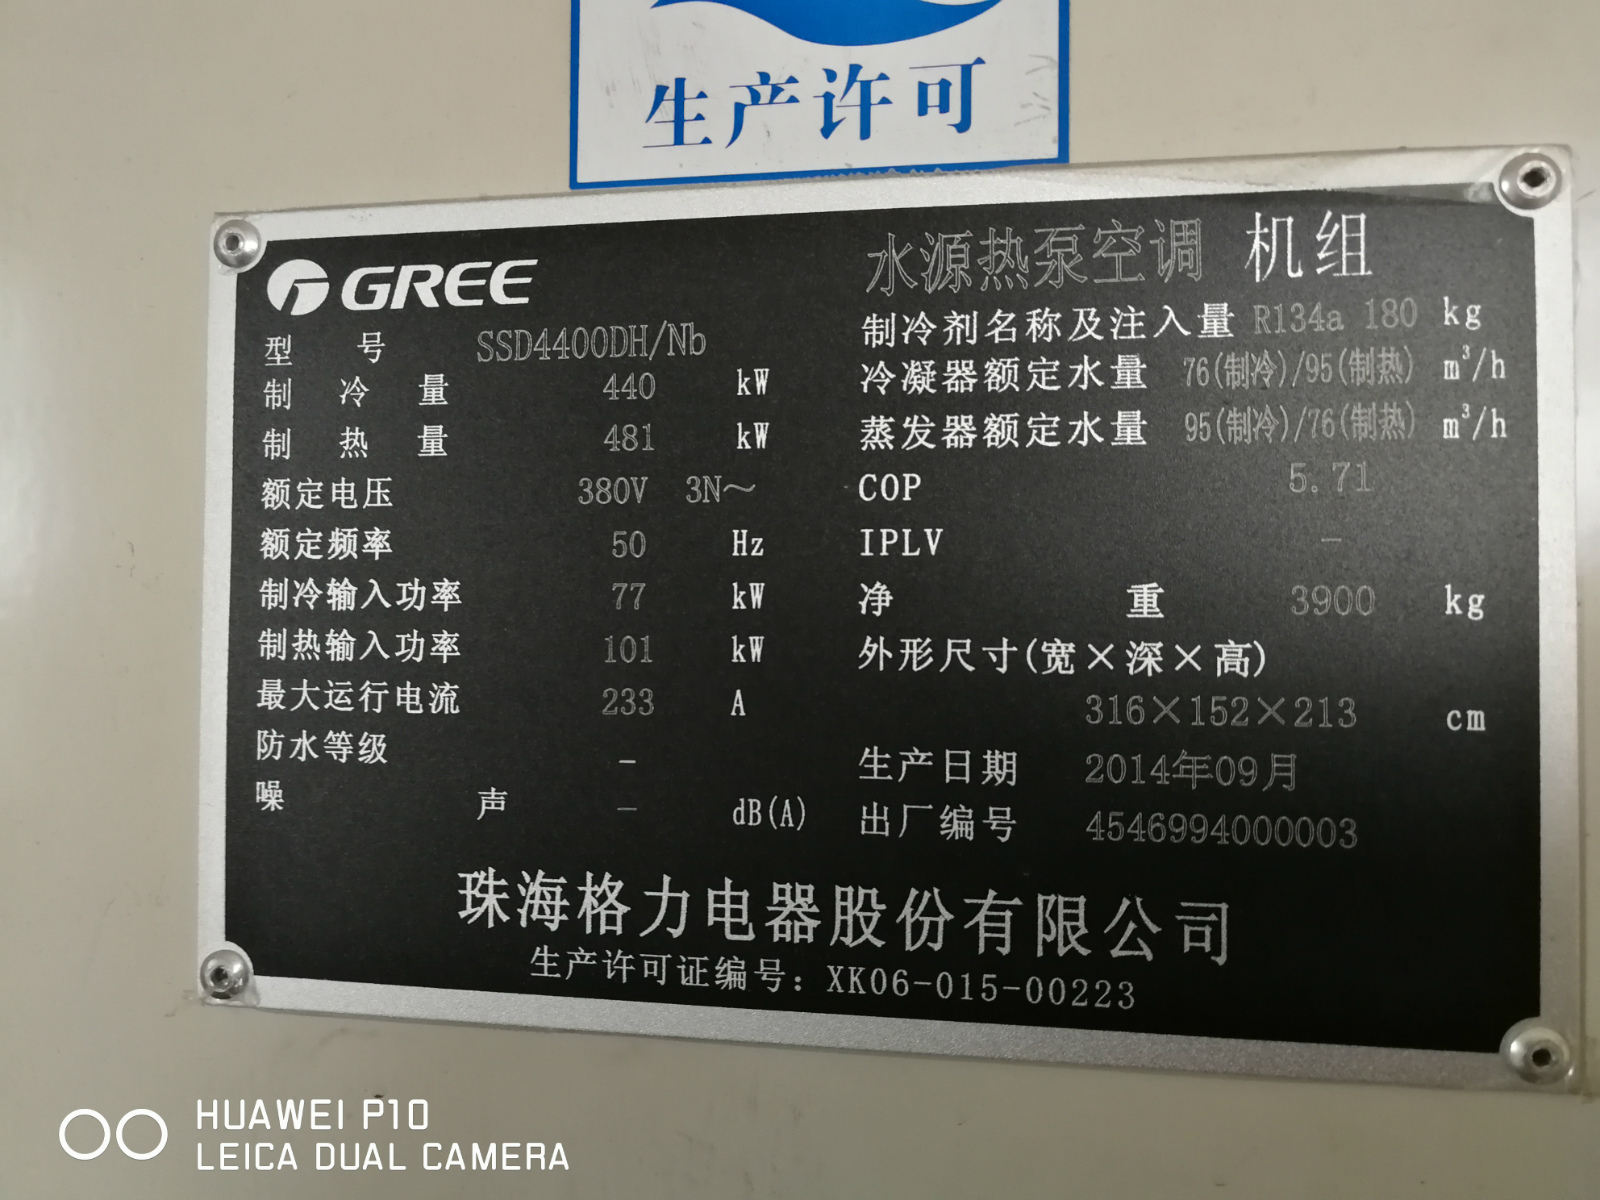 生产许可
GREE
水源热泵空调 机组
型号 SSD4400DH/Nb
制冷量 440 kW
制热量 481 kW
额定电压 380V 3N～
额定频率 50 Hz
制冷输入功率 77 kW
制热输入功率 101 kW
最大运行电流 233 A
防水等级 -
噪声 - dB(A)
制冷剂名称及注入量 R134a 180 kg
冷凝器额定水量 76(制冷)/95(制热) m³/h
蒸发器额定水量 95(制冷)/76(制热) m³/h
COP 5.71
IPLV -
净重 3900 kg
外形尺寸(宽×深×高)
316×152×213 cm
生产日期 2014年09月
出厂编号 4546994000003
珠海格力电器股份有限公司
生产许可证编号: XK06-015-00223
HUAWEI P10
LEICA DUAL CAMERA